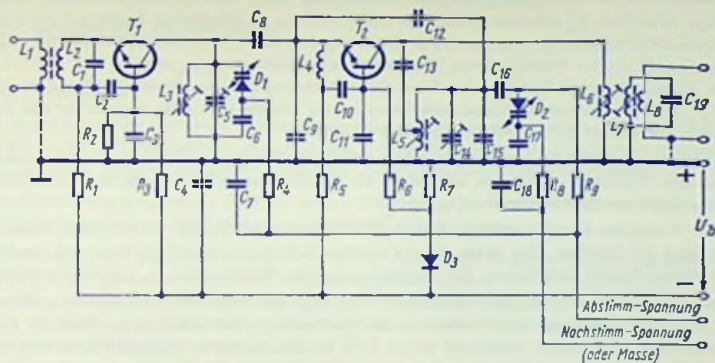 T1
C8
T2
C12
L1
L2
C1
C2
L3
C5
D1
C6
L4
C10
C13
C16
D2
L6
L7
L8
C19
R2
C3
C9
C11
L5
C14
C15
C17
+
R1
R3
C4
C7
R4
R5
R6
R7
C18
R8
R9
Ub
D3
−
Abstimm-Spannung
Nachstimm-Spannung
(oder Masse)